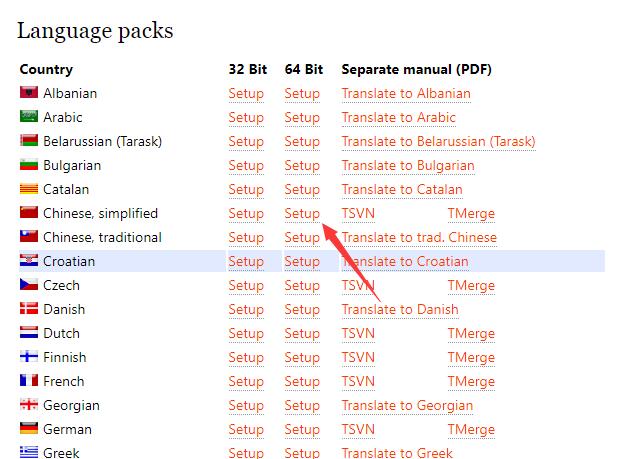 Language packs
Country 32 Bit 64 Bit Separate manual (PDF)
Albanian Setup Setup Translate to Albanian
Arabic Setup Setup Translate to Arabic
Belarussian (Tarask) Setup Setup Translate to Belarussian (Tarask)
Bulgarian Setup Setup Translate to Bulgarian
Catalan Setup Setup Translate to Catalan
Chinese, simplified Setup Setup TSVN TMerge
Chinese, traditional Setup Setup Translate to trad. Chinese
Croatian Setup Setup Translate to Croatian
Czech Setup Setup TSVN TMerge
Danish Setup Setup Translate to Danish
Dutch Setup Setup TSVN TMerge
Finnish Setup Setup TSVN TMerge
French Setup Setup TSVN TMerge
Georgian Setup Setup Translate to Georgian
German Setup Setup TSVN TMerge
Greek Setup Setup Translate to Greek